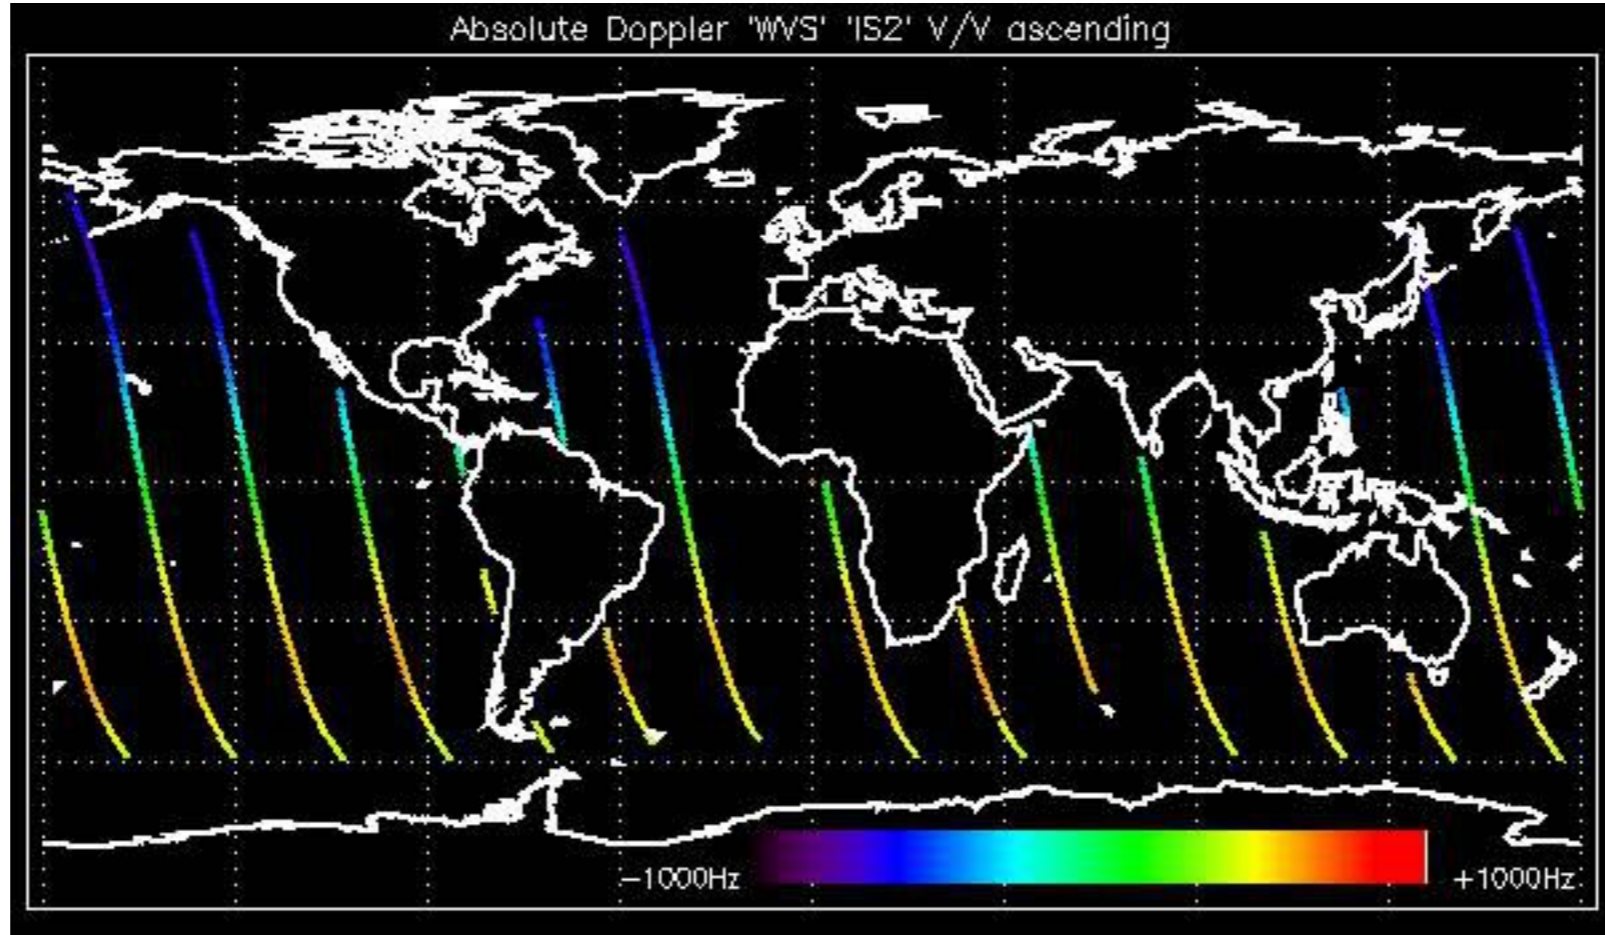 Absolute Doppler 'WVS' 'IS2' V/V ascending
-1000Hz +1000Hz